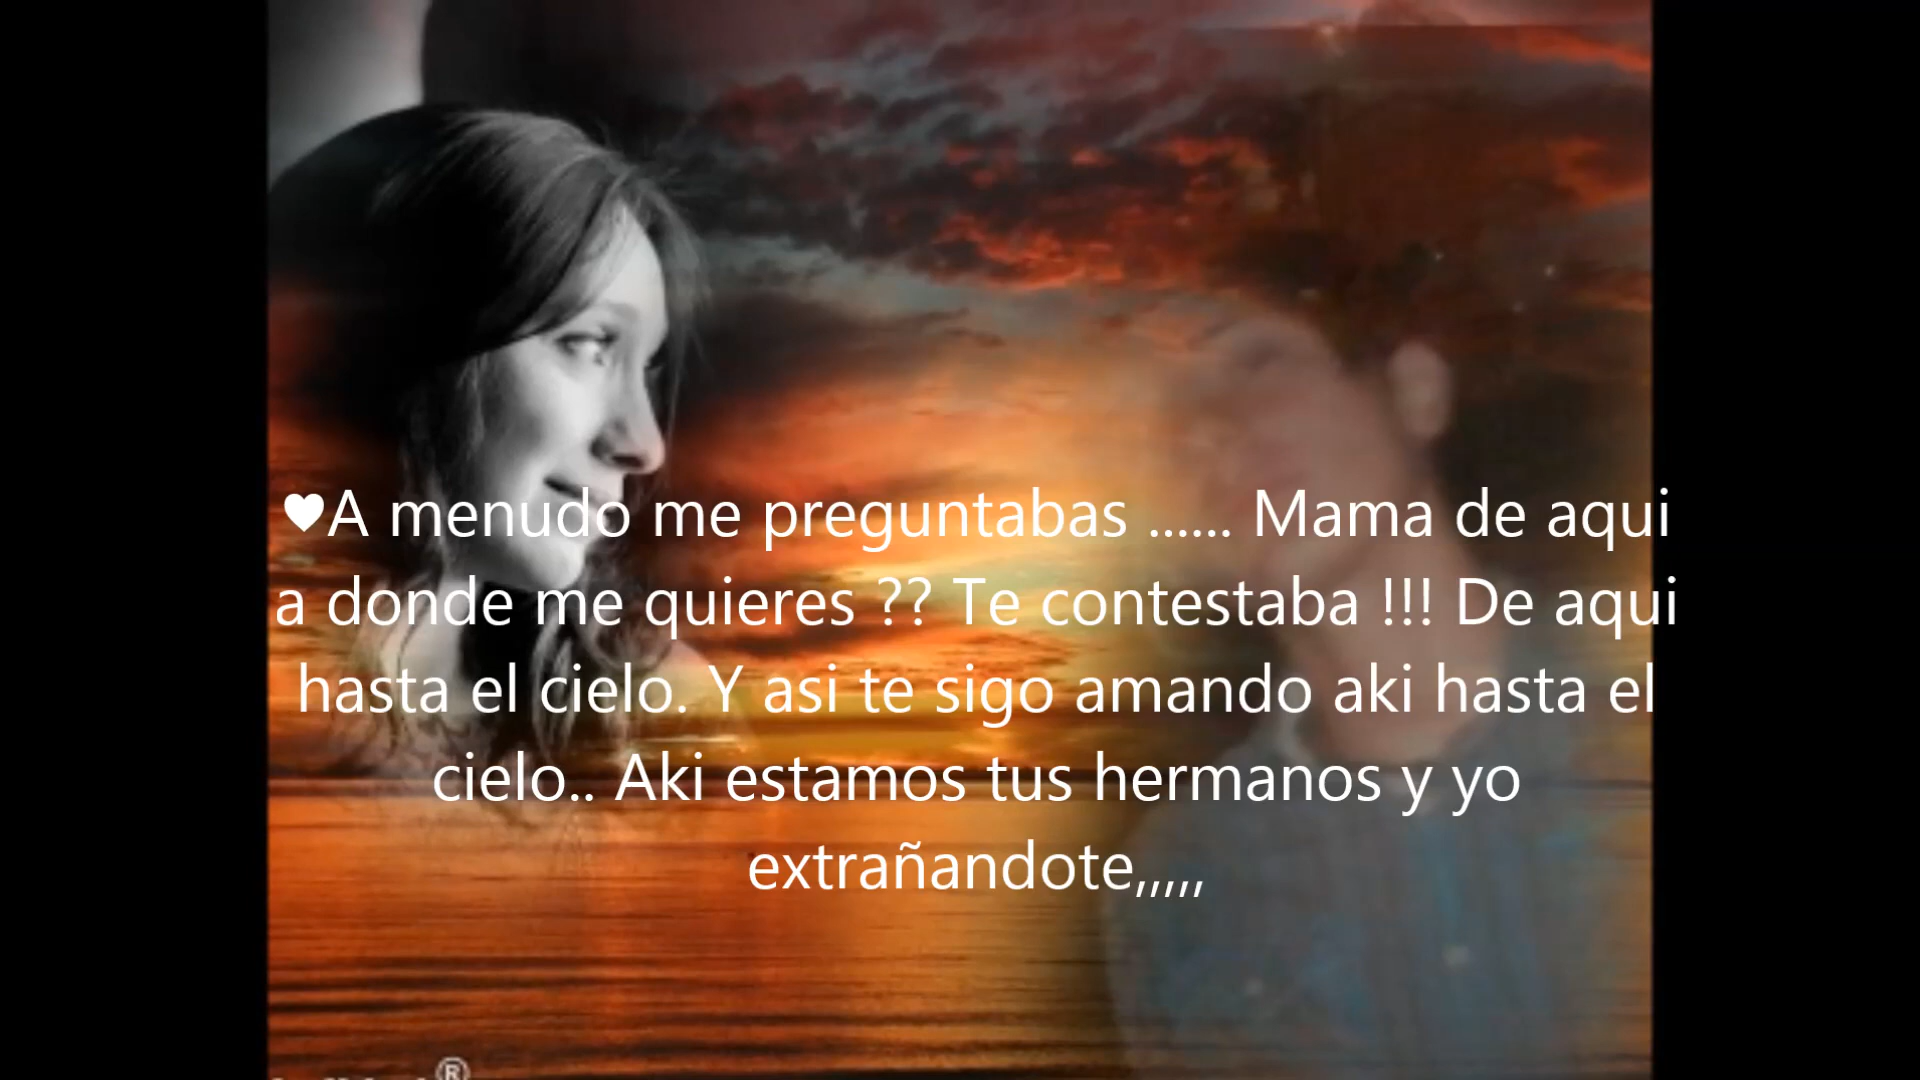 ♥A menudo me preguntabas ...... Mama de aqui
a donde me quieres ?? Te contestaba !!! De aqui
hasta el cielo. Y asi te sigo amando aki hasta el
cielo.. Aki estamos tus hermanos y yo
extrañandote,,,,,